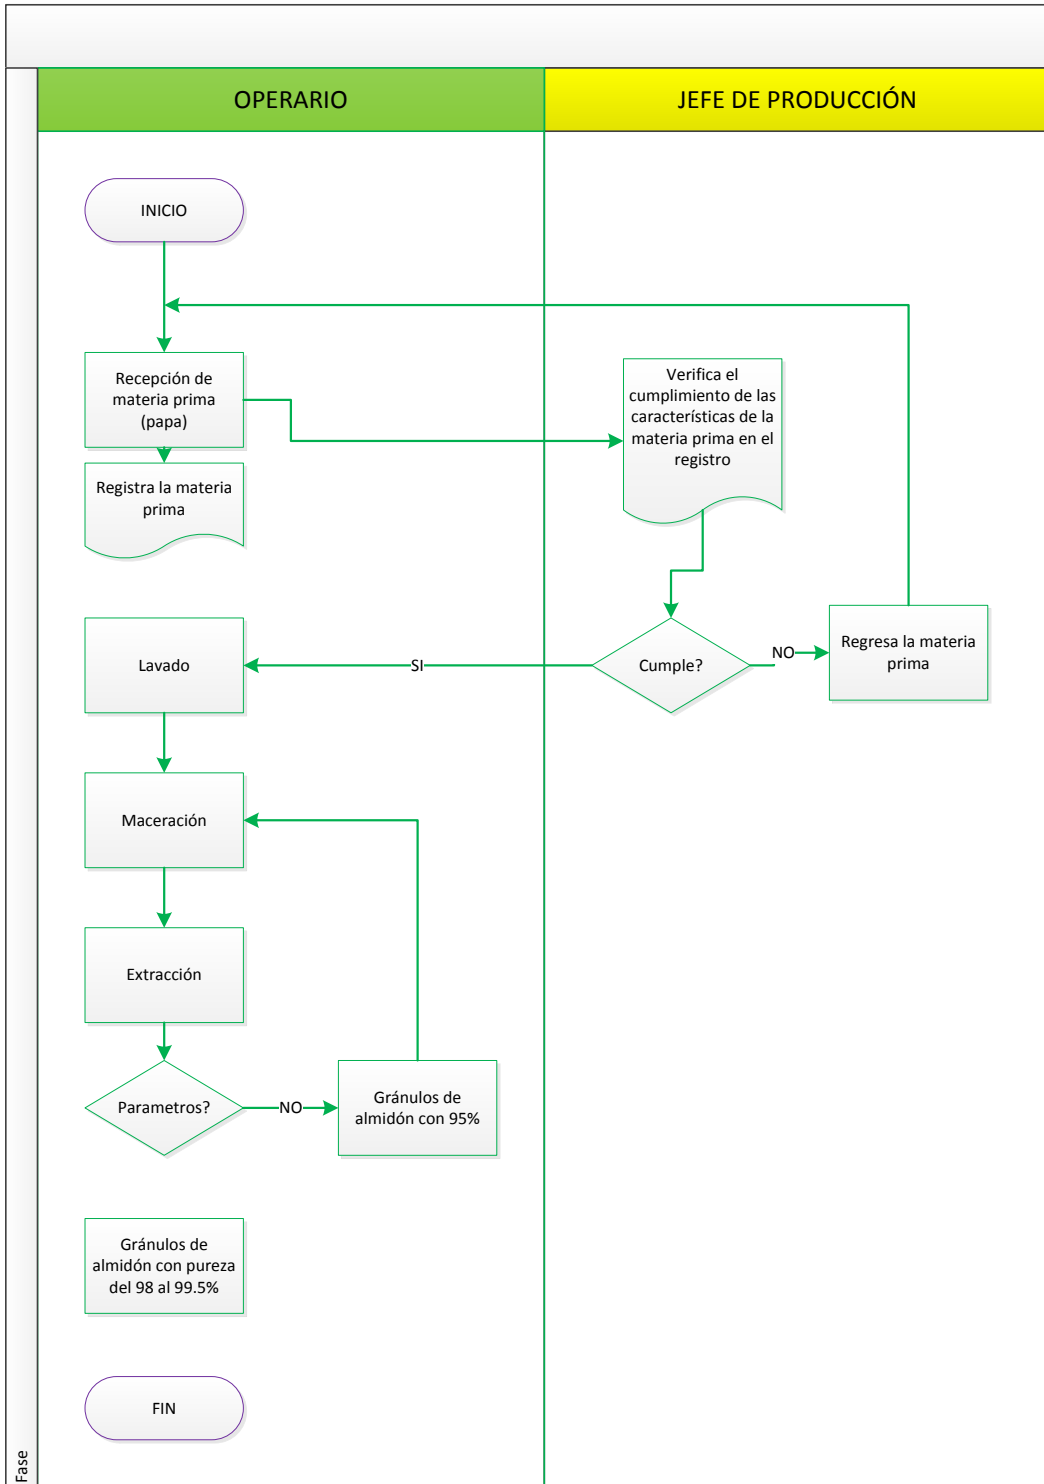 OPERARIO
JEFE DE PRODUCCIÓN
INICIO
Recepción de
materia prima
(papa)
Verifica el
cumplimiento de las
características de la
materia prima en el
registro
Registra la materia
prima
Lavado
SI
Cumple?
NO
Regresa la materia
prima
Maceración
Extracción
Parametros?
NO
Gránulos de
almidón con 95%
Gránulos de
almidón con pureza
del 98 al 99.5%
FIN
Fase